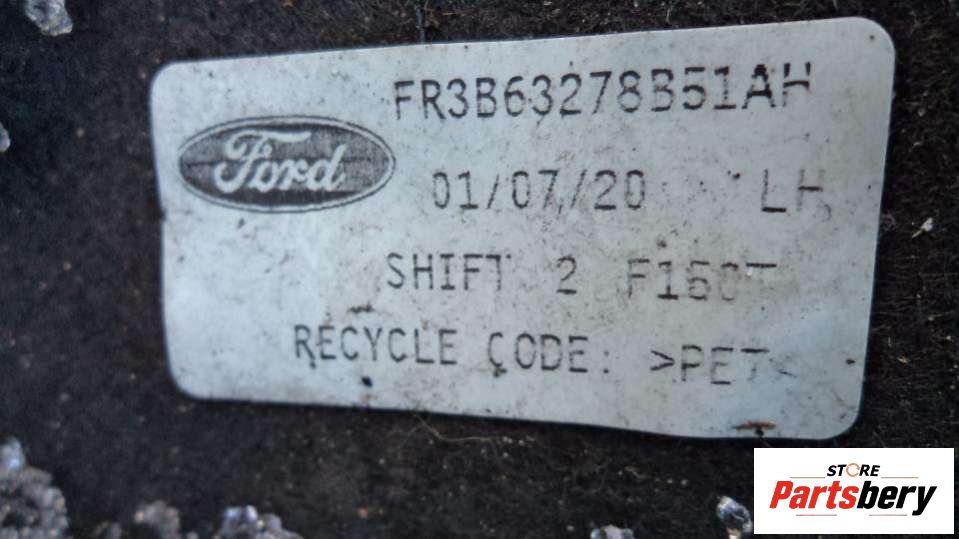 FR3B63278B51AH
Ford
01/07/20 LH
SHIFT 2 F150T
RECYCLE CODE: >PET<
STORE
Partsbery